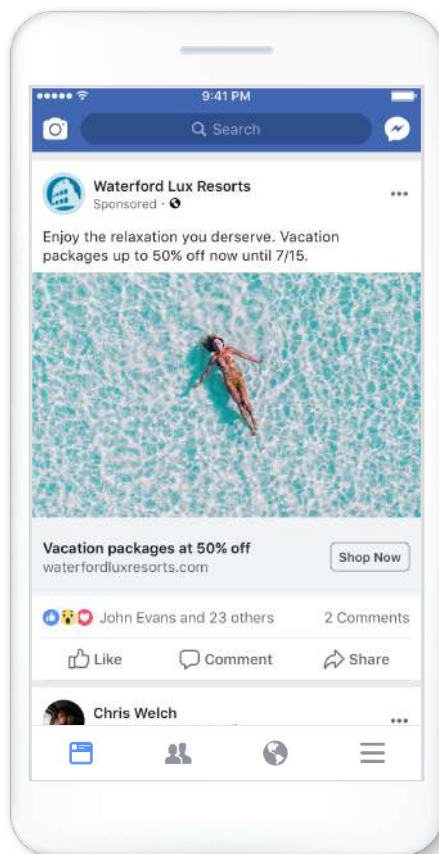 9:41 PM
Search
Waterford Lux Resorts
Sponsored ·
Enjoy the relaxation you derserve. Vacation
packages up to 50% off now until 7/15.
Vacation packages at 50% off
Shop Now
waterfordluxresorts.com
John Evans and 23 others
2 Comments
Like
Comment
Share
Chris Welch